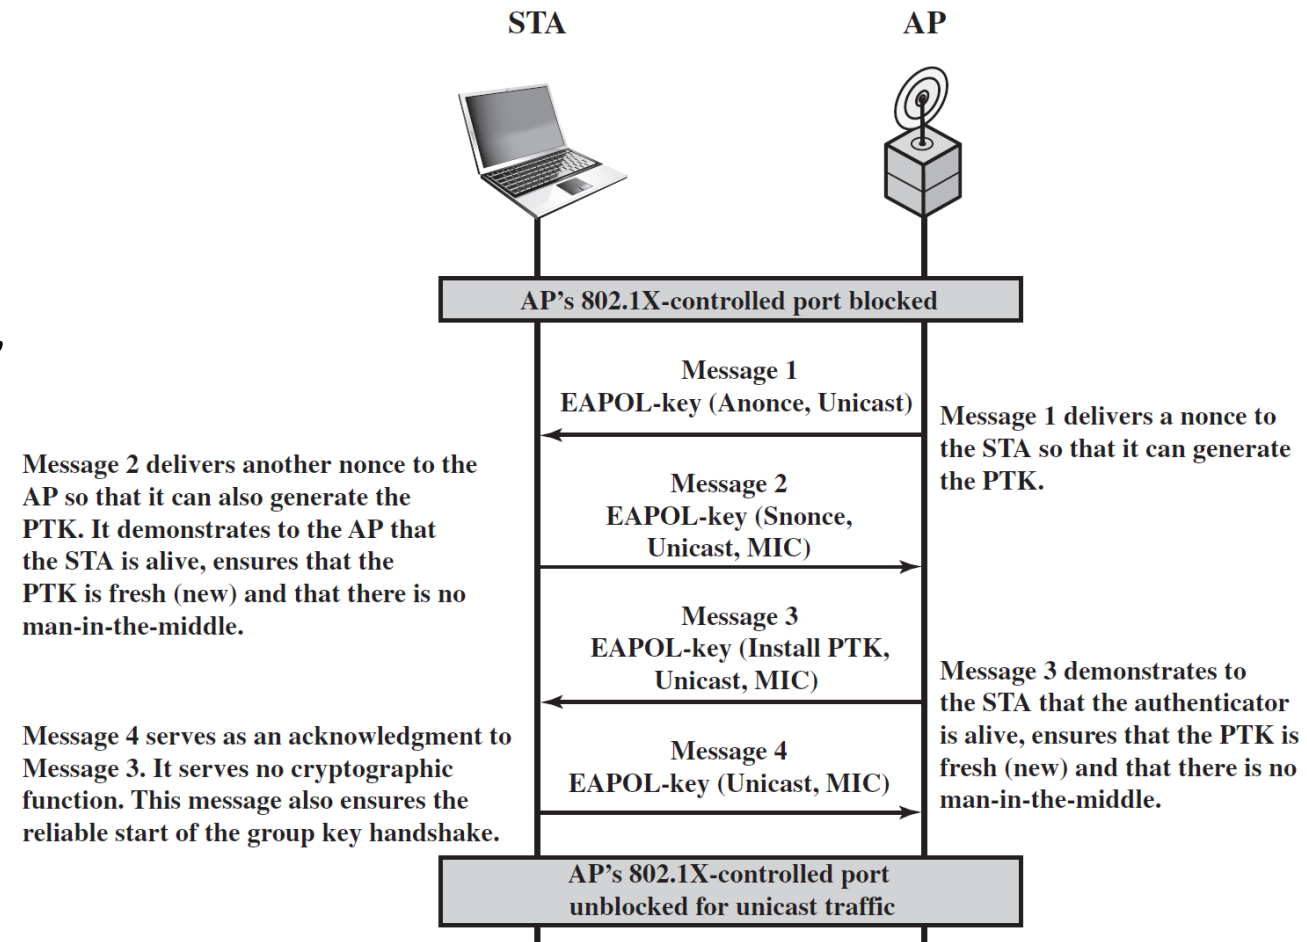 STA
AP
AP’s 802.1X-controlled port blocked
Message 1
EAPOL-key (Anonce, Unicast)
Message 1 delivers a nonce to
the STA so that it can generate
the PTK.
Message 2 delivers another nonce to the
AP so that it can also generate the
PTK. It demonstrates to the AP that
the STA is alive, ensures that the
PTK is fresh (new) and that there is no
man-in-the-middle.
Message 2
EAPOL-key (Snonce,
Unicast, MIC)
Message 3
EAPOL-key (Install PTK,
Unicast, MIC)
Message 3 demonstrates to
the STA that the authenticator
is alive, ensures that the PTK is
fresh (new) and that there is no
man-in-the-middle.
Message 4 serves as an acknowledgment to
Message 3. It serves no cryptographic
function. This message also ensures the
reliable start of the group key handshake.
Message 4
EAPOL-key (Unicast, MIC)
AP’s 802.1X-controlled port
unblocked for unicast traffic